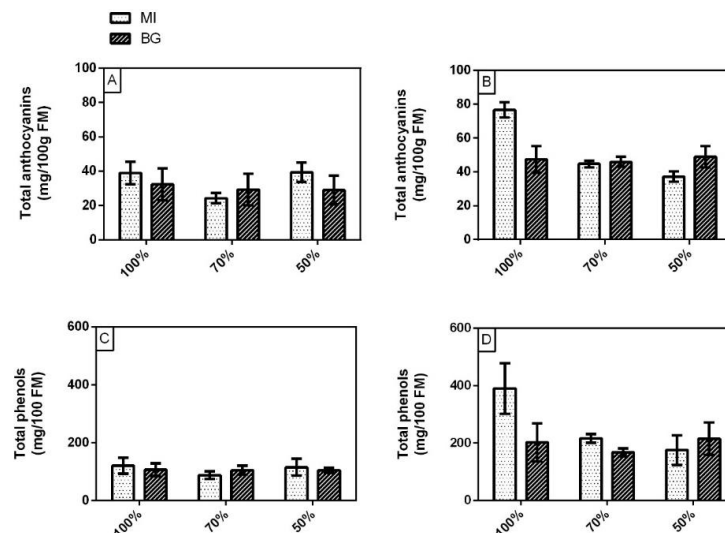 MI
BG
A
Total anthocyanins
(mg/100g FM)
100
80
60
40
20
0
100%
70%
50%
B
Total anthocyanins
(mg/100g FM)
100
80
60
40
20
0
100%
70%
50%
C
Total phenols
(mg/100 FM)
600
400
200
0
100%
70%
50%
D
Total phenols
(mg/100 FM)
600
400
200
0
100%
70%
50%